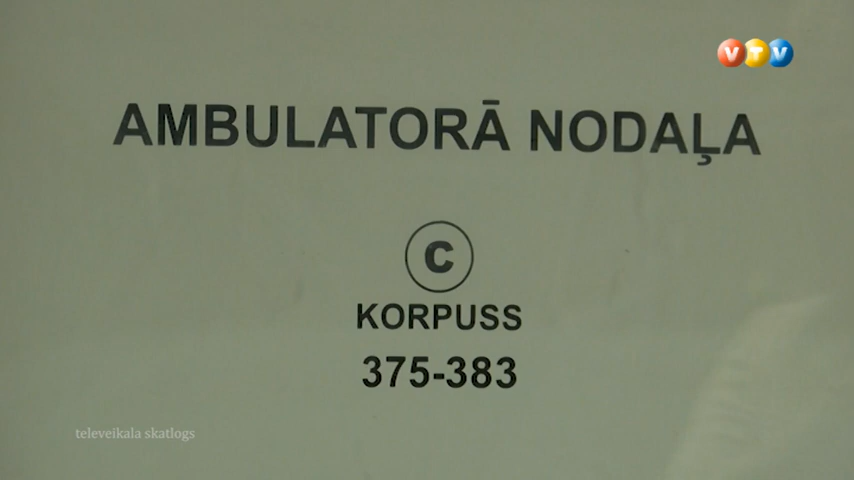 VTV
AMBULATORĀ NODAĻA
C
KORPUSS
375-383
televeikala skatlogs